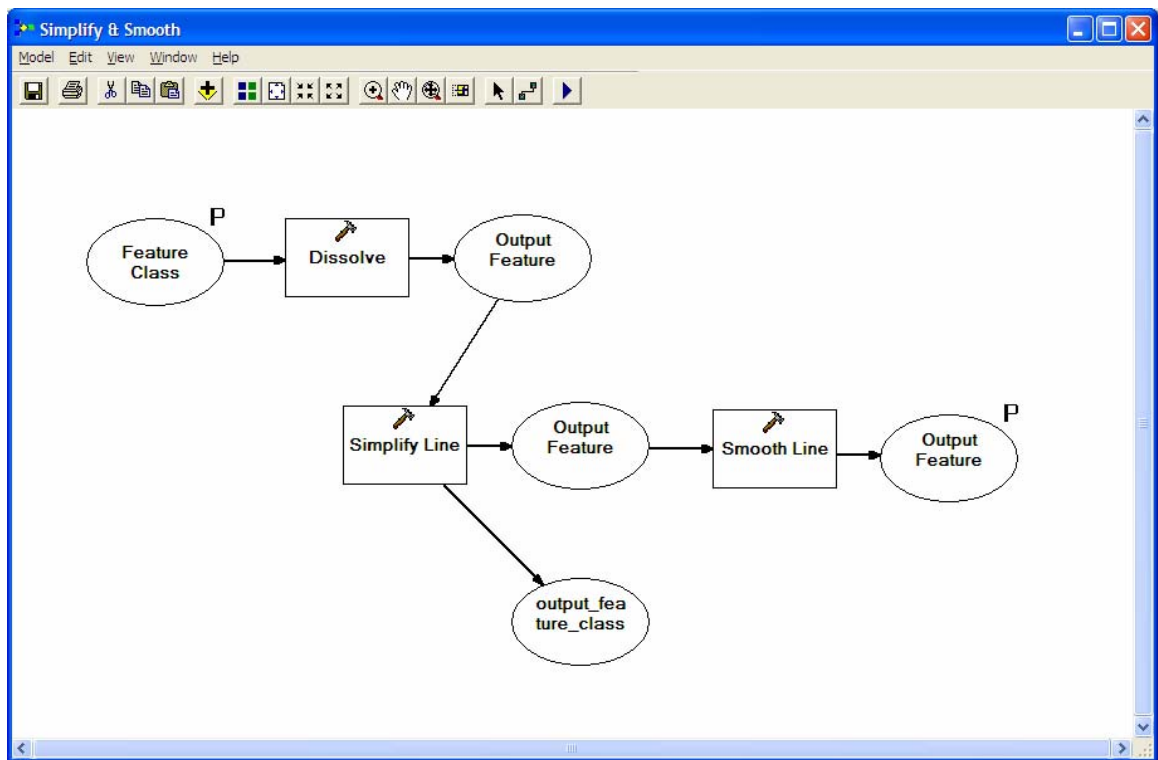 Simplify & Smooth
Model Edit View Window Help
P
Feature
Class
Dissolve
Output
Feature
Simplify Line
Output
Feature
Smooth Line
P
Output
Feature
output_fea
ture_class